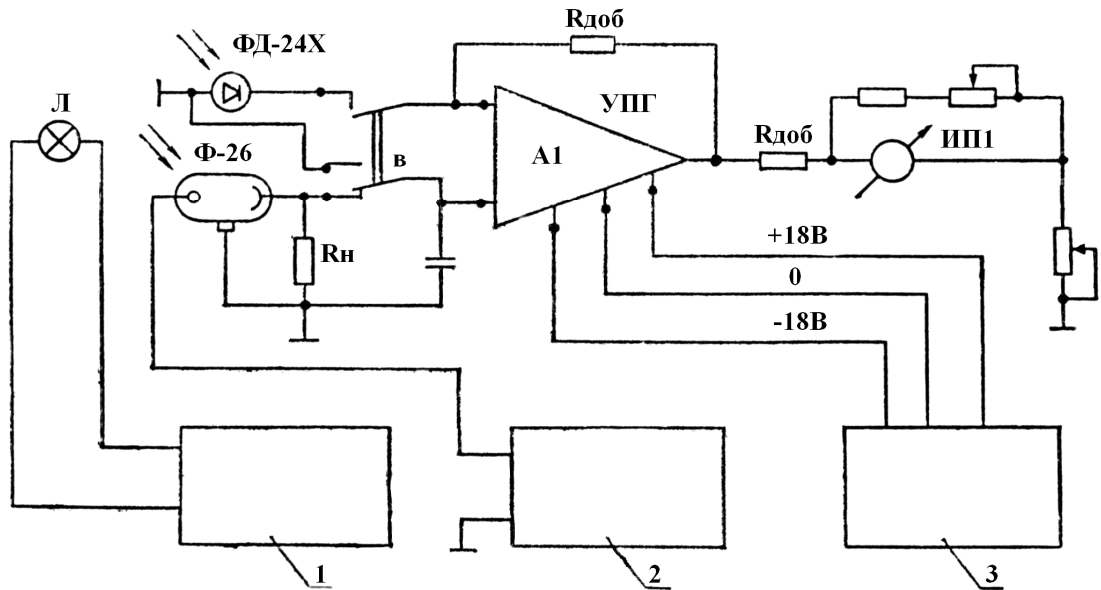 Rдоб
ФД-24Х
Л
УПГ
Ф-26
Rдоб
ИП1
А1
в
Rн
+18В
0
-18В
1
2
3